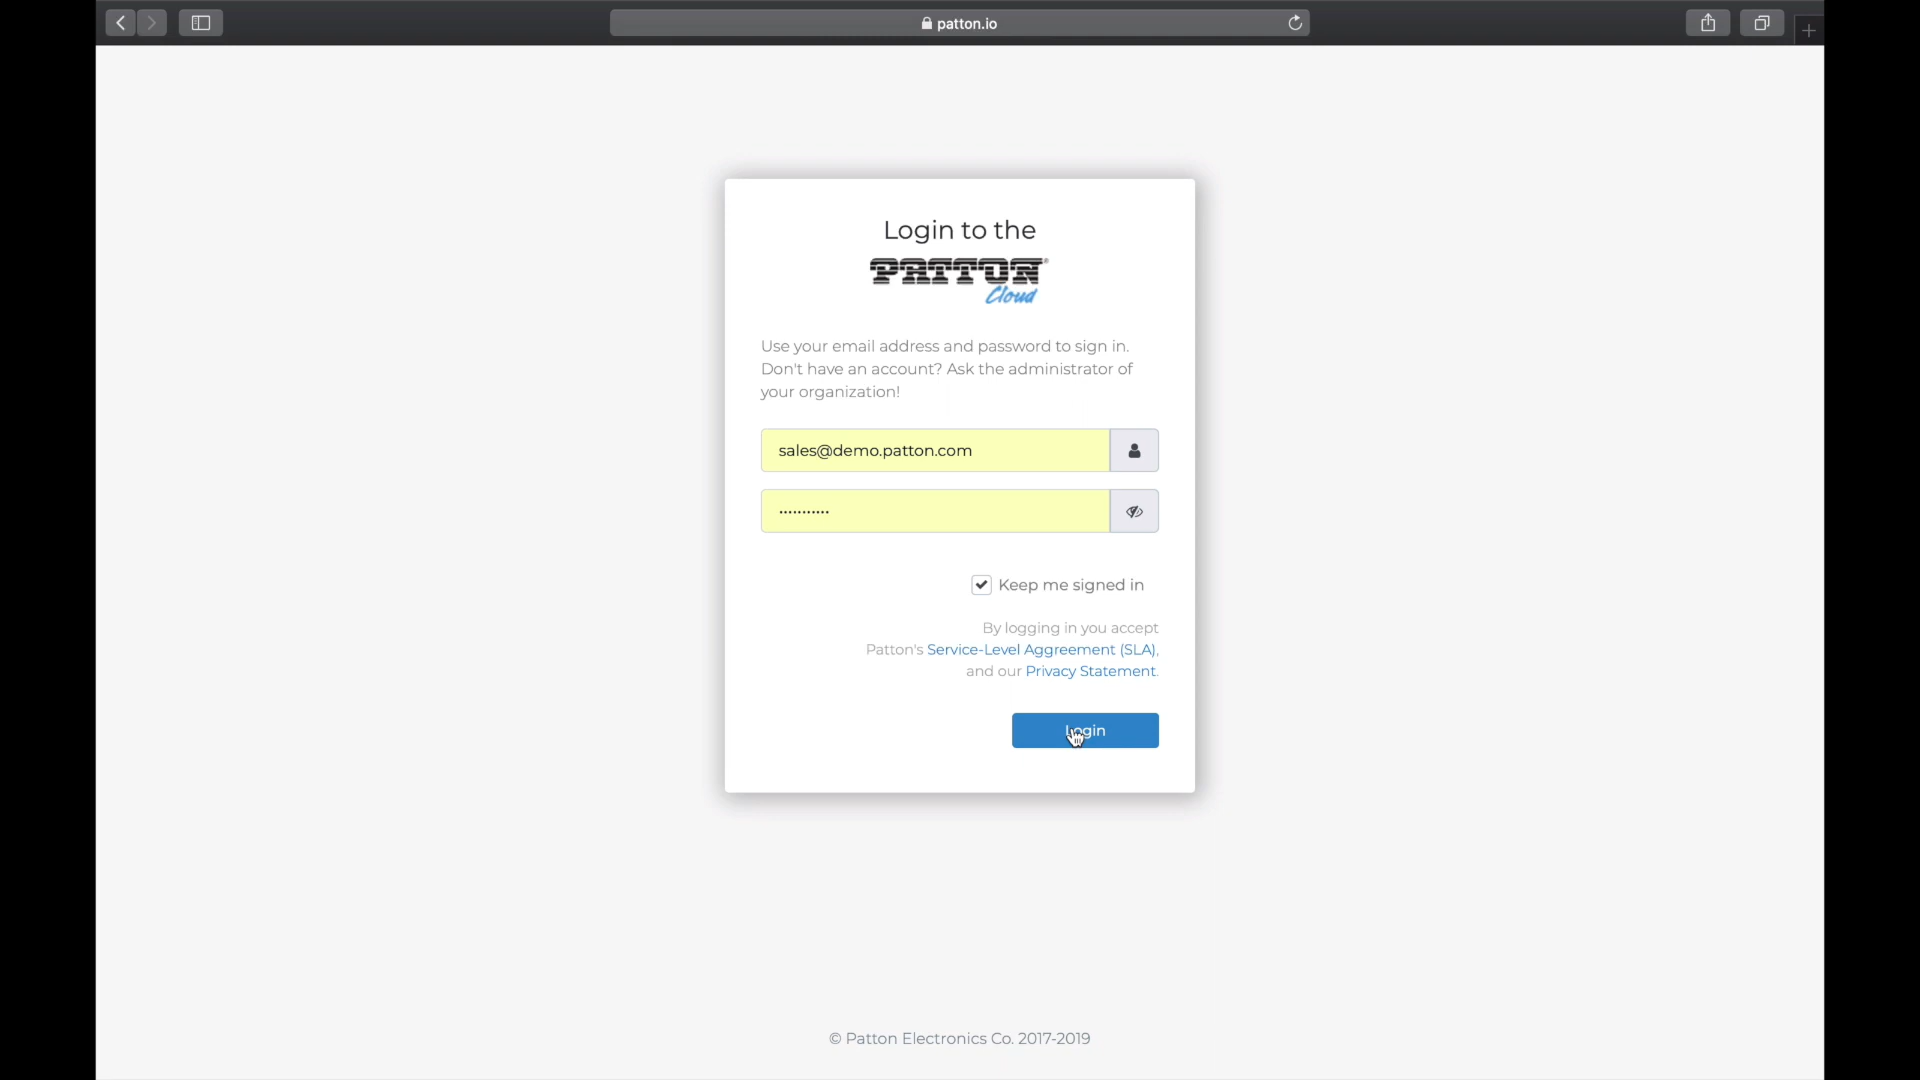 patton.io
Login to the
PATTON®
Cloud
Use your email address and password to sign in.
Don't have an account? Ask the administrator of
your organization!
sales@demo.patton.com
•••••••••••
Keep me signed in
By logging in you accept
Patton's Service-Level Aggreement (SLA),
and our Privacy Statement.
Login
© Patton Electronics Co. 2017-2019